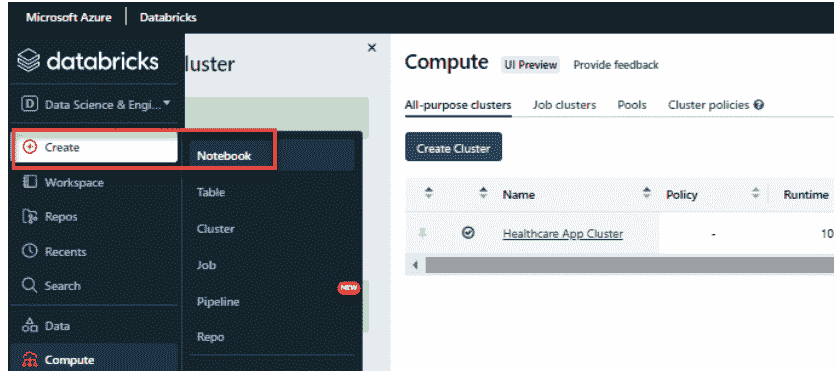 Microsoft Azure | Databricks
databricks
luster
×
D Data Science & Engi...
Create
Workspace
Repos
Recents
Search
Data
Compute
Notebook
Table
Cluster
Job
NEW
Pipeline
Repo
Compute UI Preview Provide feedback
All-purpose clusters Job clusters Pools Cluster policies ?
Create Cluster
Name Policy Runtime
Healthcare App Cluster - 10